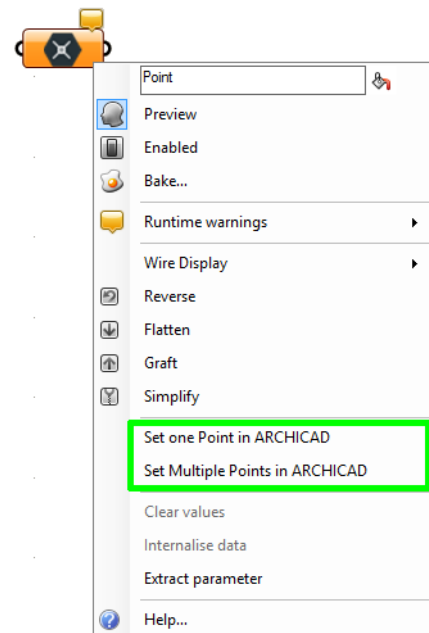 Point
Preview
Enabled
Bake...
Runtime warnings
Wire Display
Reverse
Flatten
Graft
Simplify
Set one Point in ARCHICAD
Set Multiple Points in ARCHICAD
Clear values
Internalise data
Extract parameter
Help...